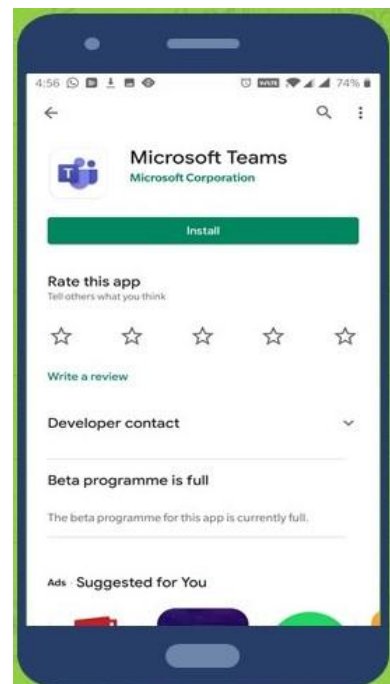 4:56
74%
Microsoft Teams
Microsoft Corporation
Install
Rate this app
Tell others what you think
Write a review
Developer contact
Beta programme is full
The beta programme for this app is currently full.
Ads · Suggested for You